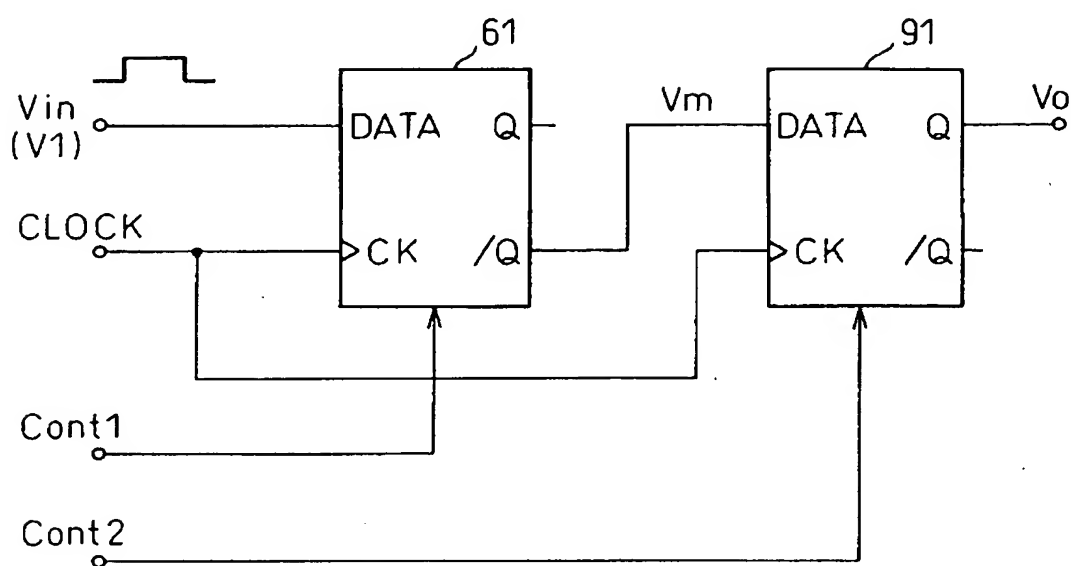 61
91
Vin
(V1)
DATA Q
Vm
DATA Q
Vo
CLOCK
CK /Q
CK /Q
Cont1
Cont2